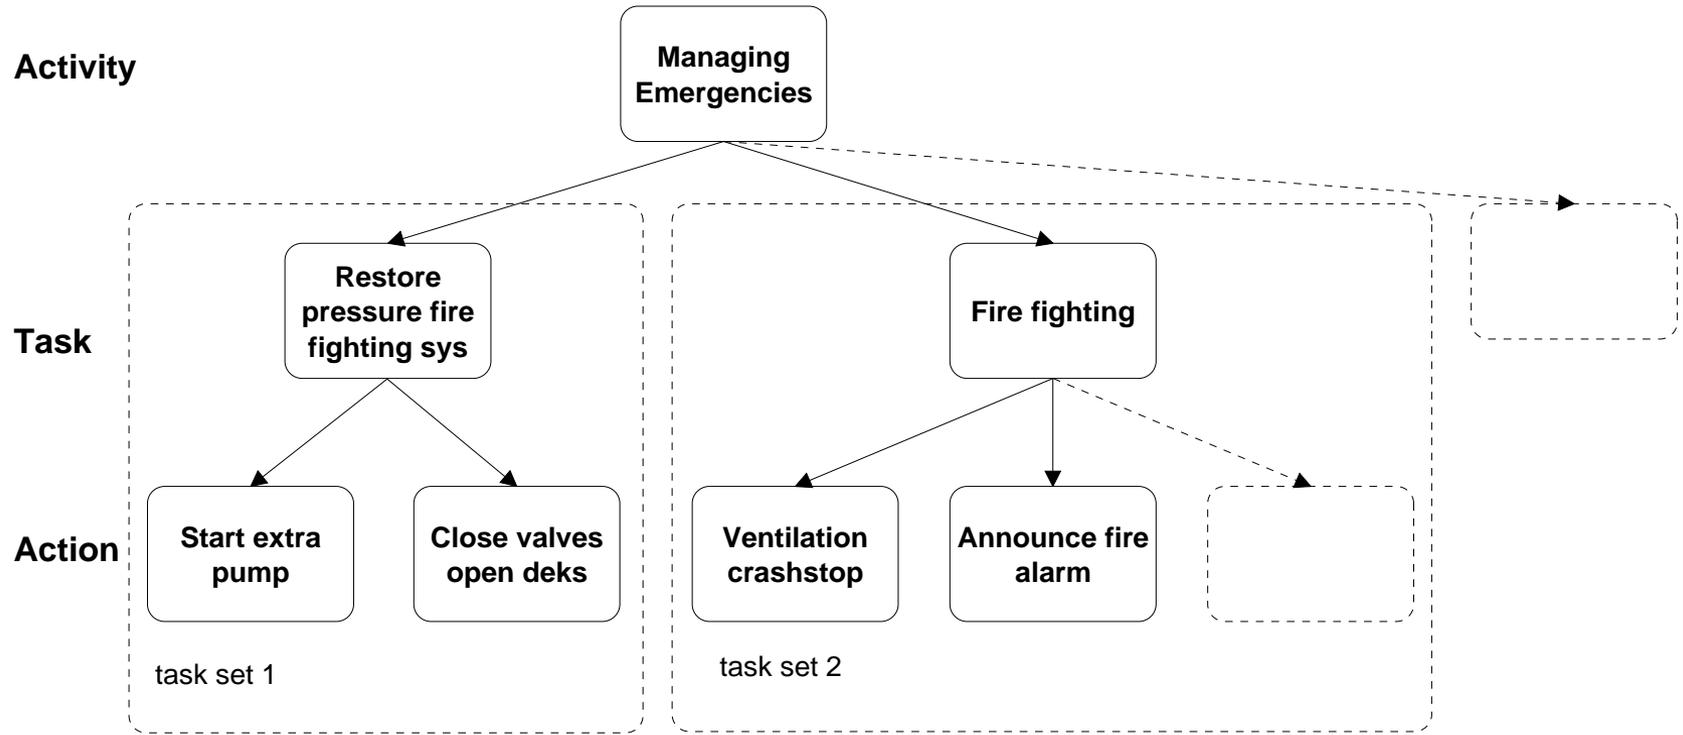 Activity
Managing
Emergencies
Task
Restore
pressure fire
fighting sys
Fire fighting
Action
Start extra
pump
Close valves
open deks
Ventilation
crashstop
Announce fire
alarm
task set 1
task set 2